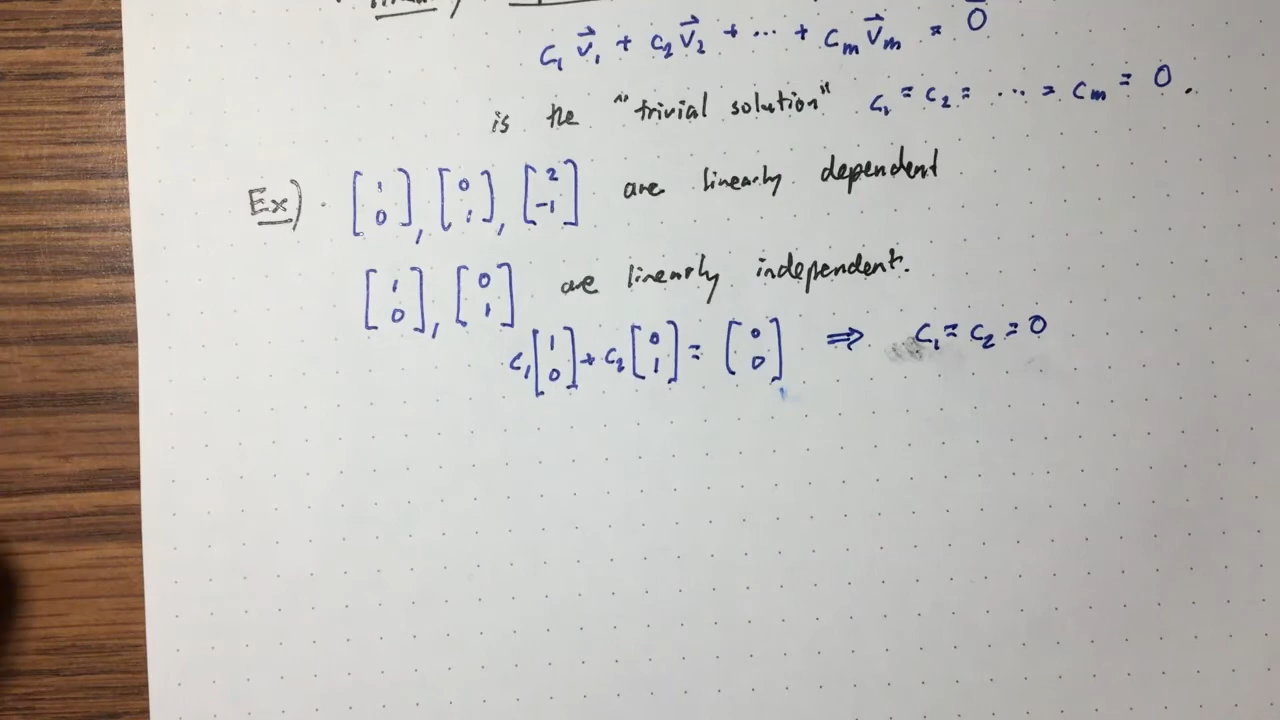 c₁v⃗₁ + c₂v⃗₂ + ... + cₘv⃗ₘ = 0⃗
is the "trivial solution" c₁ = c₂ = ... = cₘ = 0.
Ex) · [1 0], [0 1], [2 -1] are linearly dependent
[1 0], [0 1] are linearly independent.
c₁[1 0] + c₂[0 1] = [0 0] ⇒ c₁ = c₂ = 0